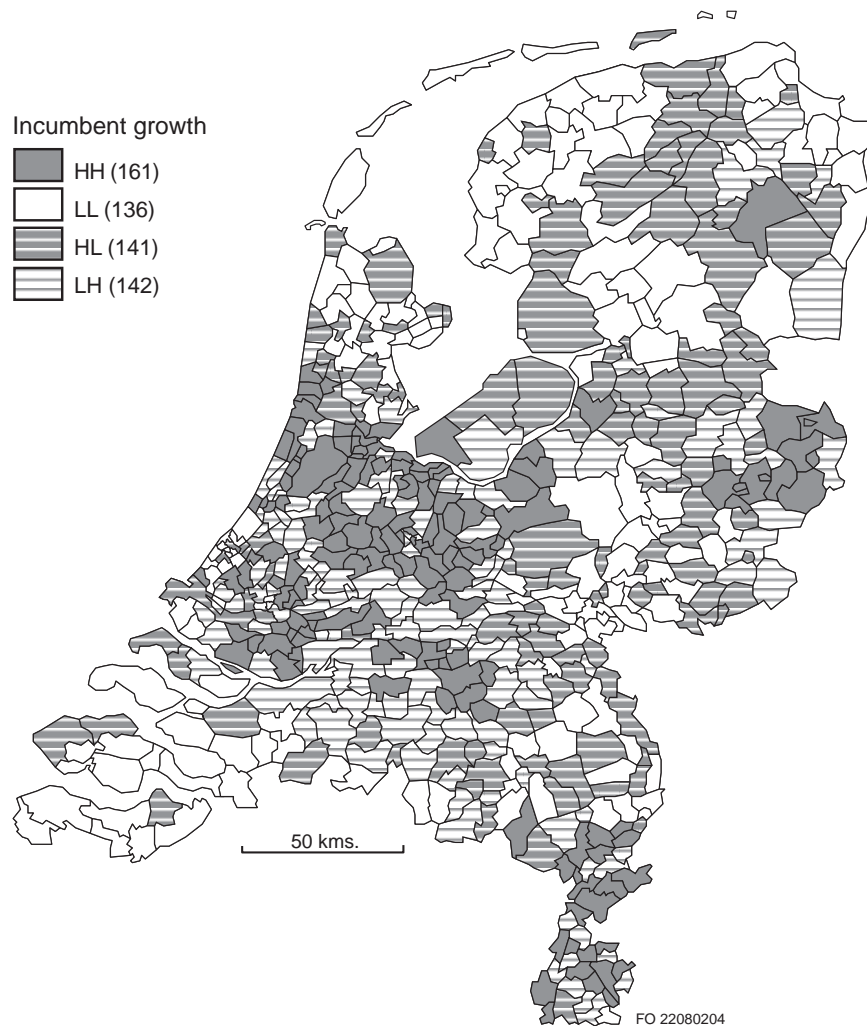 Incumbent growth
HH (161)
LL (136)
HL (141)
LH (142)
50 kms.
FO 22080204